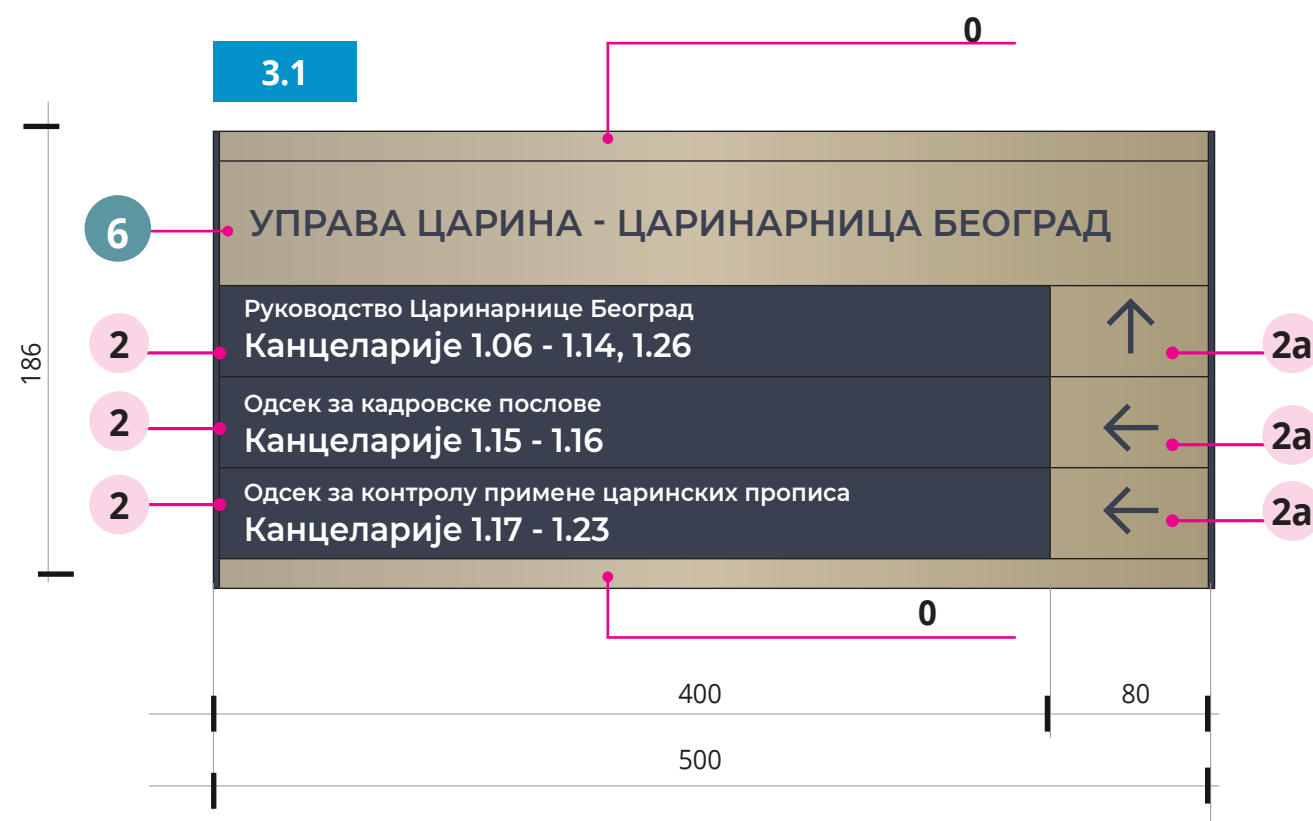 0
3.1
6
УПРАВА ЦАРИНА - ЦАРИНАРНИЦА БЕОГРАД
186
2
Руководство Царинарнице Београд
Канцеларије 1.06 - 1.14, 1.26
2a
2
Одсек за кадровске послове
Канцеларије 1.15 - 1.16
2a
2
Одсек за контролу примене царинских прописа
Канцеларије 1.17 - 1.23
2a
0
400
80
500